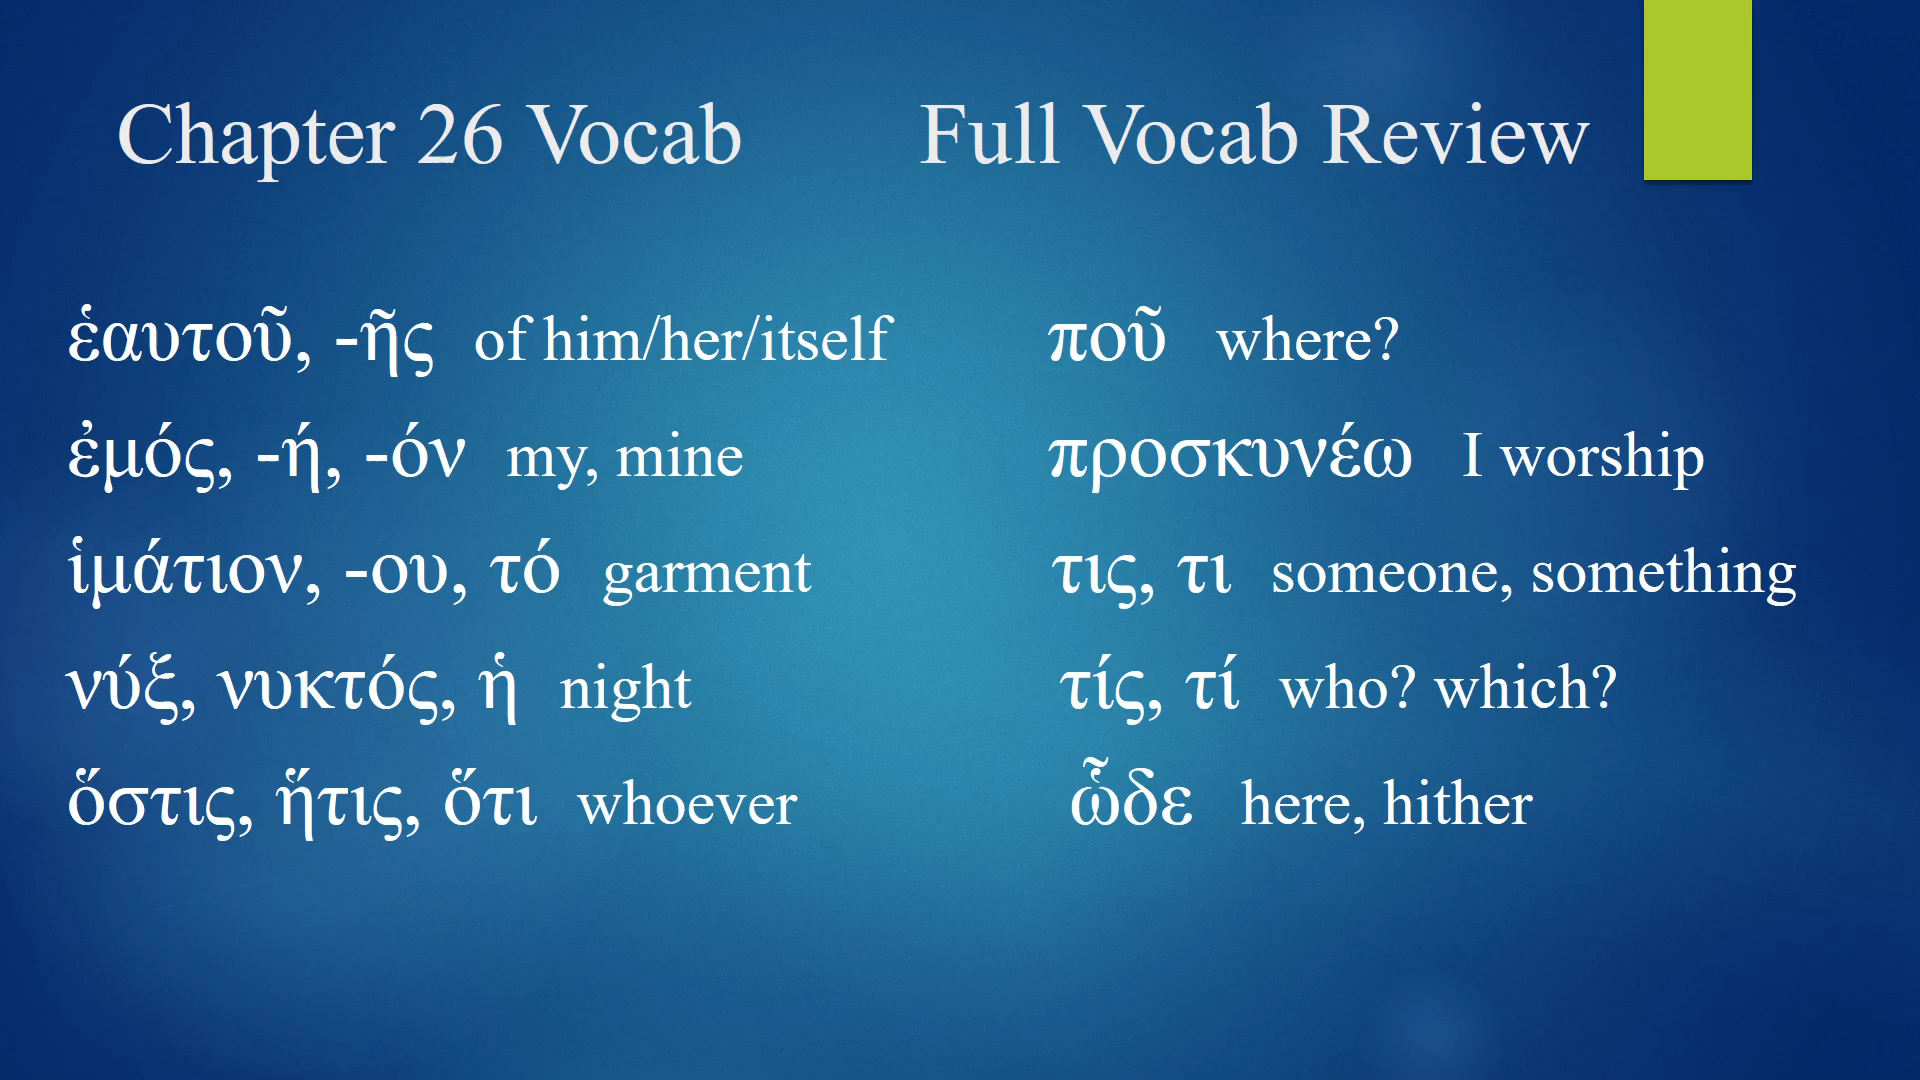 Chapter 26 Vocab Full Vocab Review
ἑαυτοῦ, -ῆς of him/her/itself
ἐμός, -ή, -όν my, mine
ἱμάτιον, -ου, τό garment
νύξ, νυκτός, ἡ night
ὅστις, ἥτις, ὅτι whoever
ποῦ where?
προσκυνέω I worship
τις, τι someone, something
τίς, τί who? which?
ὧδε here, hither